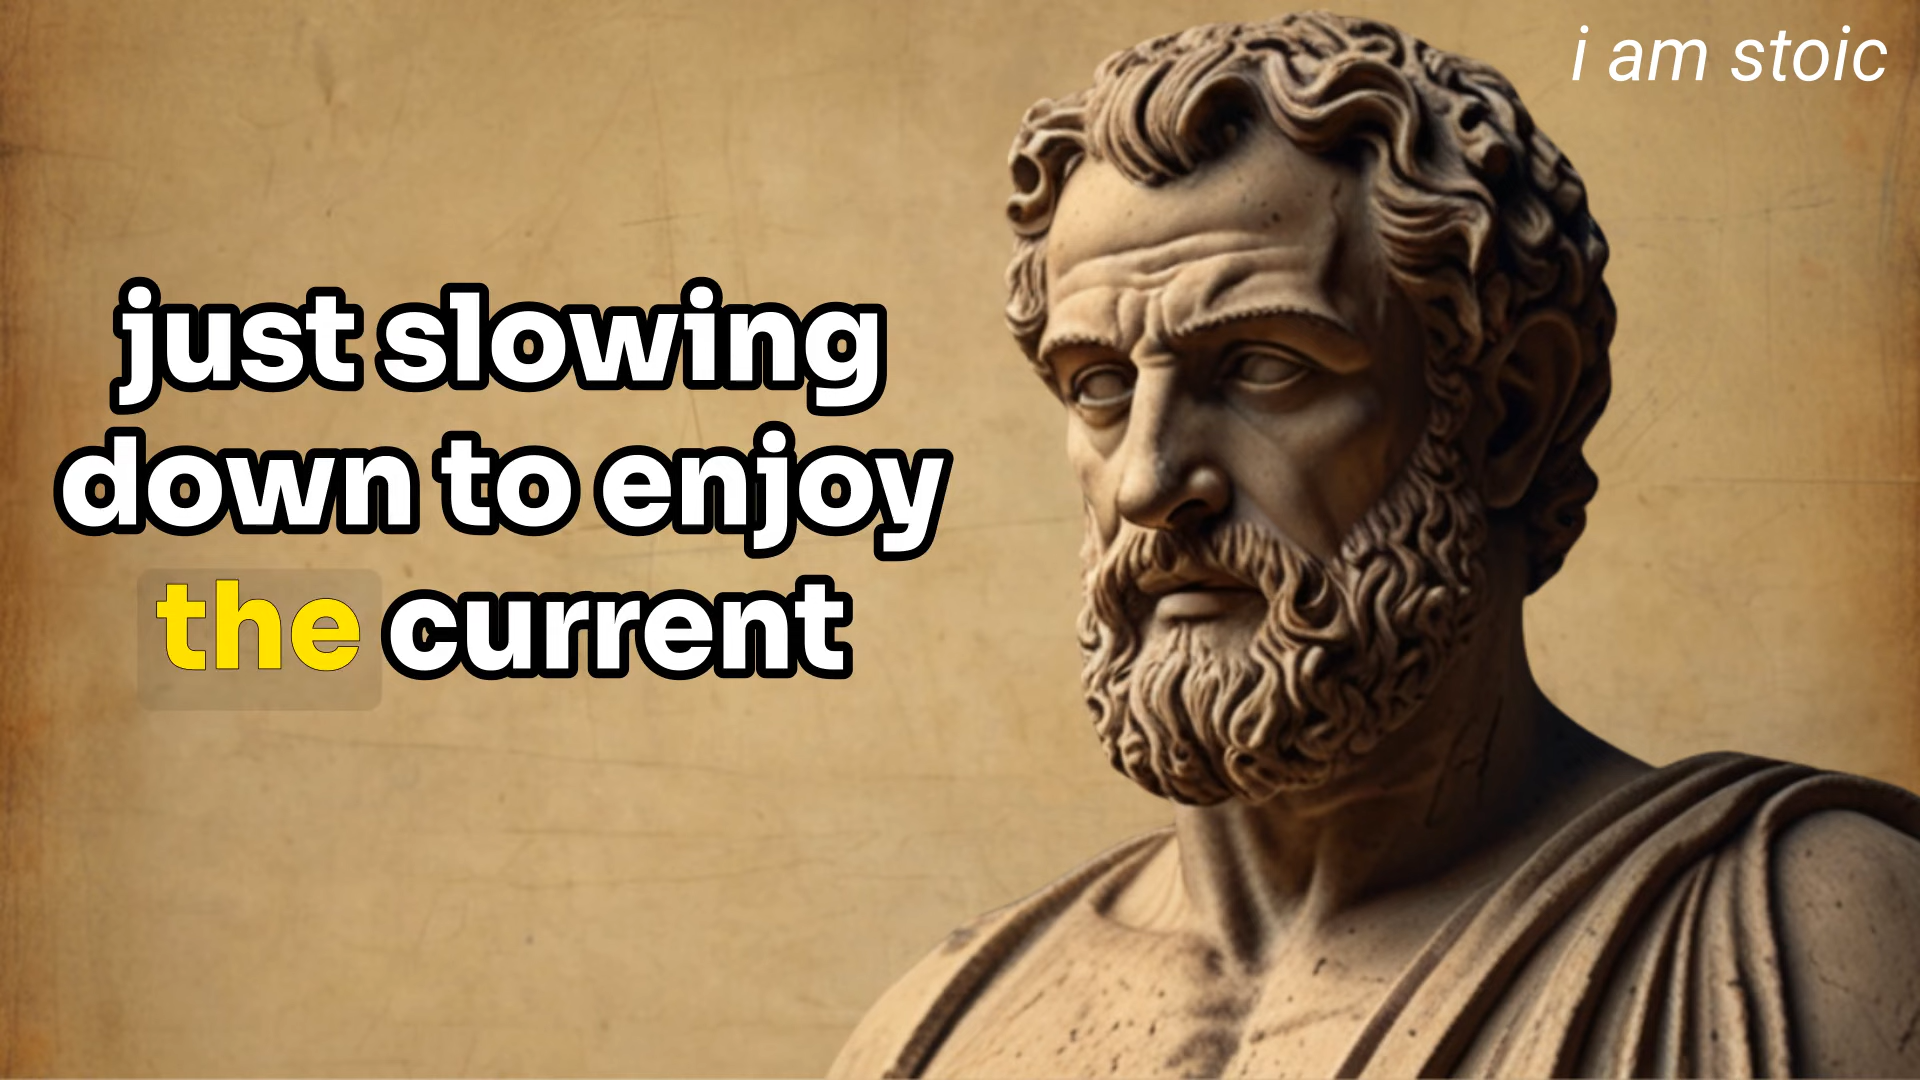 i am stoic
just slowing
down to enjoy
the current